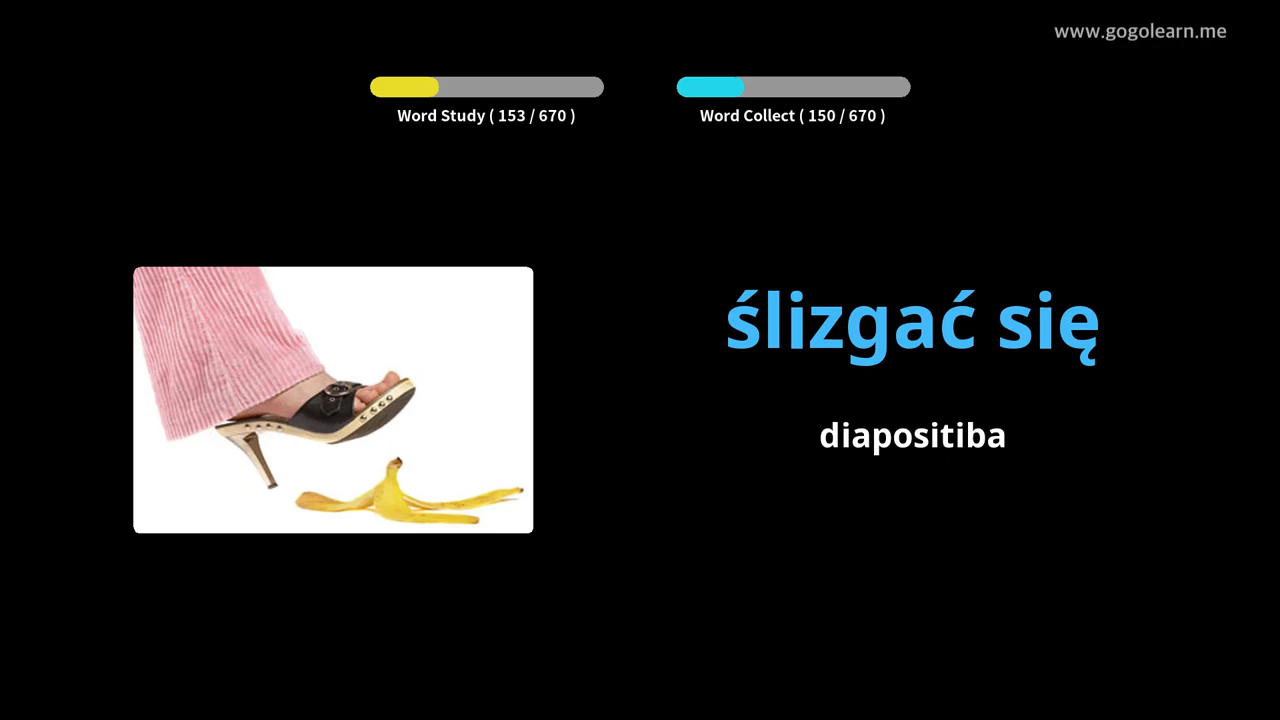 www.gogolearn.me
Word Study ( 153 / 670 )
Word Collect ( 150 / 670 )
ślizgać się
diapositiba